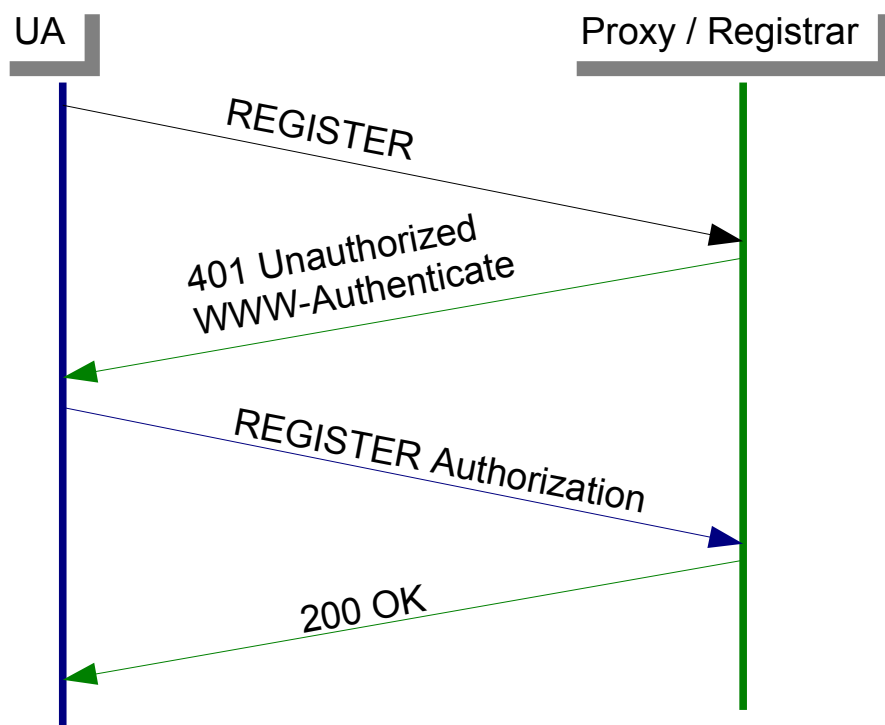 UA
Proxy / Registrar
REGISTER
401 Unauthorized
WWW-Authenticate
REGISTER Authorization
200 OK